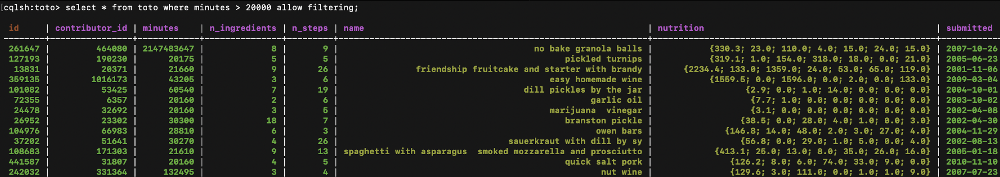 [cqlsh:toto> select * from toto where minutes > 20000 allow filtering;
id | contributor_id | minutes | n_ingredients | n_steps | name | nutrition | submitted
--------+----------------+------------+---------------+---------+------------------------------------------------------------+-------------------------------------------------------+------------
261647 | 464080 | 2147483647 | 8 | 9 | no bake granola balls | {330.3; 23.0; 110.0; 4.0; 15.0; 24.0; 15.0} | 2007-10-26
127193 | 190230 | 20175 | 5 | 5 | pickled turnips | {319.1; 1.0; 154.0; 318.0; 18.0; 0.0; 21.0} | 2005-06-23
13831 | 20371 | 21660 | 9 | 26 | friendship fruitcake and starter with brandy | {2234.4; 133.0; 1359.0; 24.0; 53.0; 65.0; 119.0} | 2001-11-06
359135 | 1016173 | 43205 | 3 | 6 | easy homemade wine | {1559.5; 0.0; 1596.0; 0.0; 2.0; 0.0; 133.0} | 2009-03-04
101082 | 53425 | 60540 | 7 | 19 | dill pickles by the jar | {2.9; 0.0; 1.0; 14.0; 0.0; 0.0; 0.0} | 2004-10-01
72355 | 6357 | 20160 | 2 | 6 | garlic oil | {7.7; 1.0; 0.0; 0.0; 0.0; 0.0; 0.0} | 2003-10-02
24478 | 32692 | 20160 | 3 | 5 | marijuana  vinegar | {3.1; 0.0; 0.0; 0.0; 0.0; 0.0; 0.0} | 2002-04-08
26952 | 23302 | 30300 | 18 | 7 | branston pickle | {38.5; 0.0; 28.0; 4.0; 1.0; 0.0; 3.0} | 2002-04-30
104976 | 66983 | 28810 | 6 | 3 | owen bars | {146.8; 14.0; 48.0; 2.0; 3.0; 27.0; 4.0} | 2004-11-29
37202 | 51641 | 30270 | 4 | 26 | sauerkraut with dill by sy | {56.8; 0.0; 29.0; 1.0; 5.0; 0.0; 4.0} | 2002-08-13
108683 | 171303 | 21610 | 9 | 13 | spaghetti with asparagus  smoked mozzarella and prosciutto | {413.1; 25.0; 13.0; 8.0; 35.0; 26.0; 16.0} | 2005-01-18
441587 | 31807 | 20160 | 4 | 5 | quick salt pork | {126.2; 8.0; 6.0; 74.0; 33.0; 9.0; 0.0} | 2010-11-10
242032 | 331364 | 132495 | 3 | 4 | nut wine | {129.6; 3.0; 111.0; 0.0; 1.0; 1.0; 9.0} | 2007-07-23